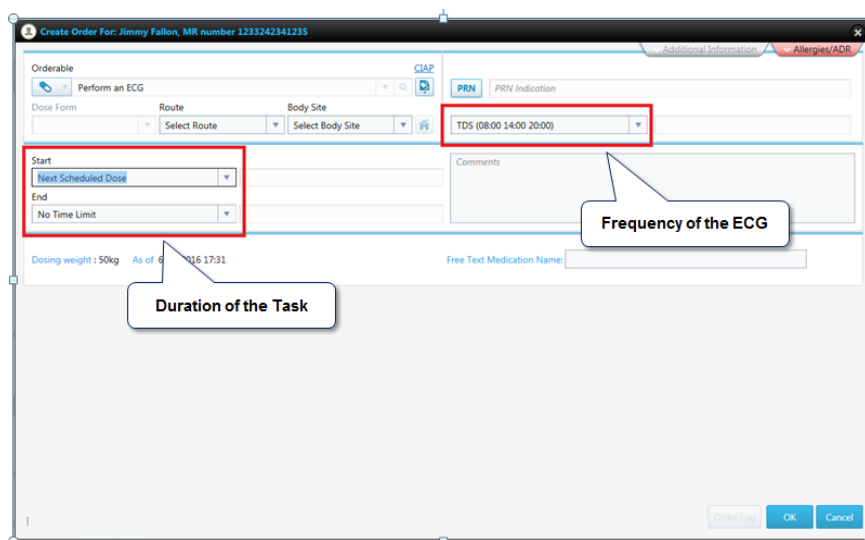 Create Order For: Jimmy Fallon, MR number 1233242341235
Additional Information
Allergies/ADR
Orderable
CIAP
Perform an ECG
PRN
PRN Indication
Dose Form
Route
Body Site
Select Route
Select Body Site
TDS (08:00 14:00 20:00)
Start
Next Scheduled Dose
Comments
End
No Time Limit
Frequency of the ECG
Dosing weight : 50kg
As of 6 2016 17:31
Free Text Medication Name:
Duration of the Task
Order Log
OK
Cancel